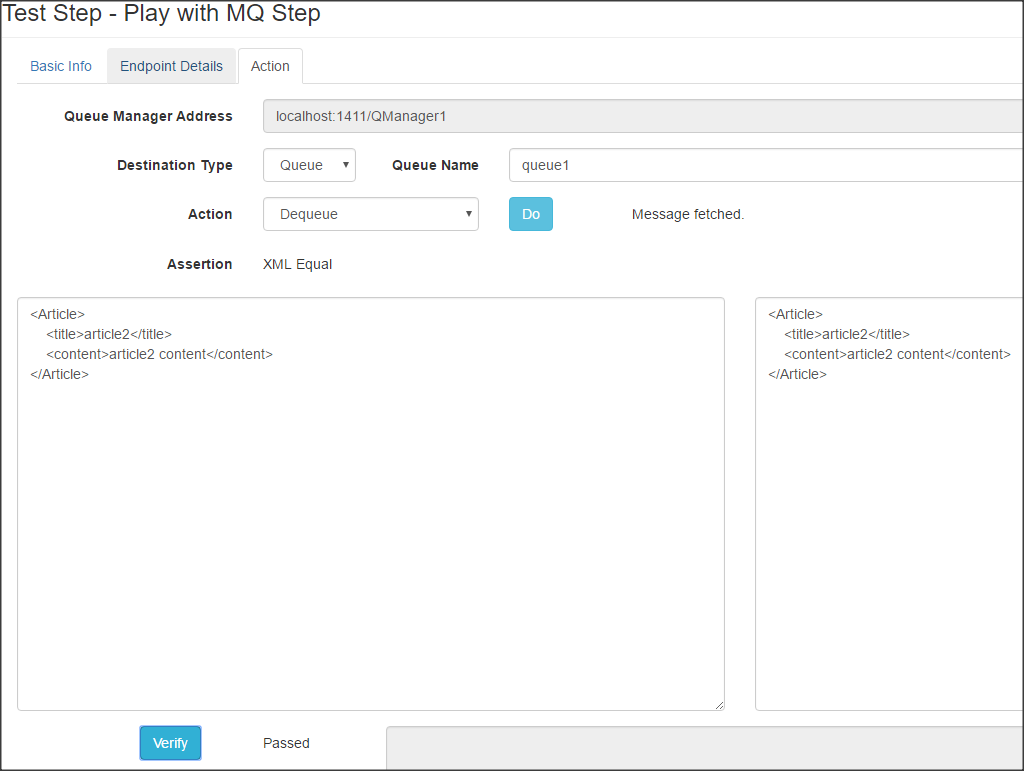 Test Step - Play with MQ Step
Basic Info Endpoint Details Action
Queue Manager Address localhost:1411/QManager1
Destination Type Queue Queue Name queue1
Action Dequeue Do Message fetched.
Assertion XML Equal
<Article>
<title>article2</title>
<content>article2 content</content>
</Article>
<Article>
<title>article2</title>
<content>article2 content</content>
</Article>
Verify Passed